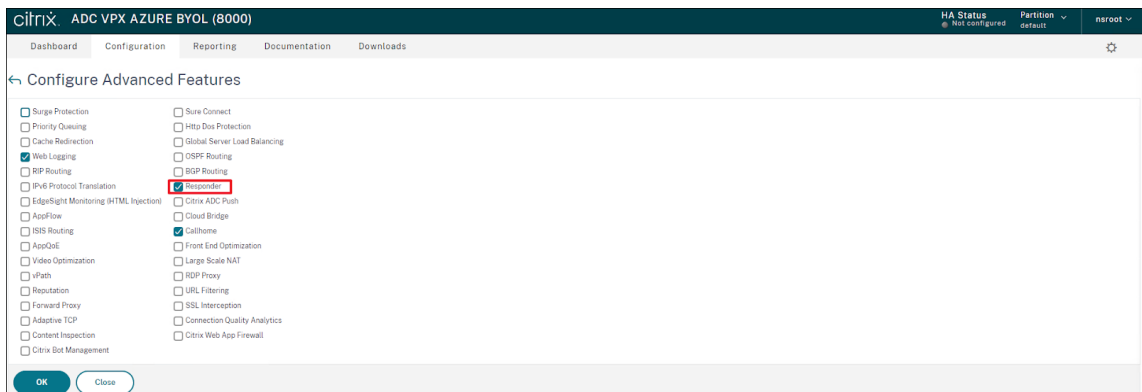 citrix. ADC VPX AZURE BYOL (8000)
HA Status
Not configured
Partition
default
nsroot
Dashboard Configuration Reporting Documentation Downloads
Configure Advanced Features
Surge Protection
Priority Queuing
Cache Redirection
Web Logging
RIP Routing
IPv6 Protocol Translation
EdgeSight Monitoring (HTML Injection)
AppFlow
ISIS Routing
AppQoE
Video Optimization
vPath
Reputation
Forward Proxy
Adaptive TCP
Content Inspection
Citrix Bot Management
Sure Connect
Http Dos Protection
Global Server Load Balancing
OSPF Routing
BGP Routing
Responder
Citrix ADC Push
Cloud Bridge
Callhome
Front End Optimization
Large Scale NAT
RDP Proxy
URL Filtering
SSL Interception
Connection Quality Analytics
Citrix Web App Firewall
OK Close